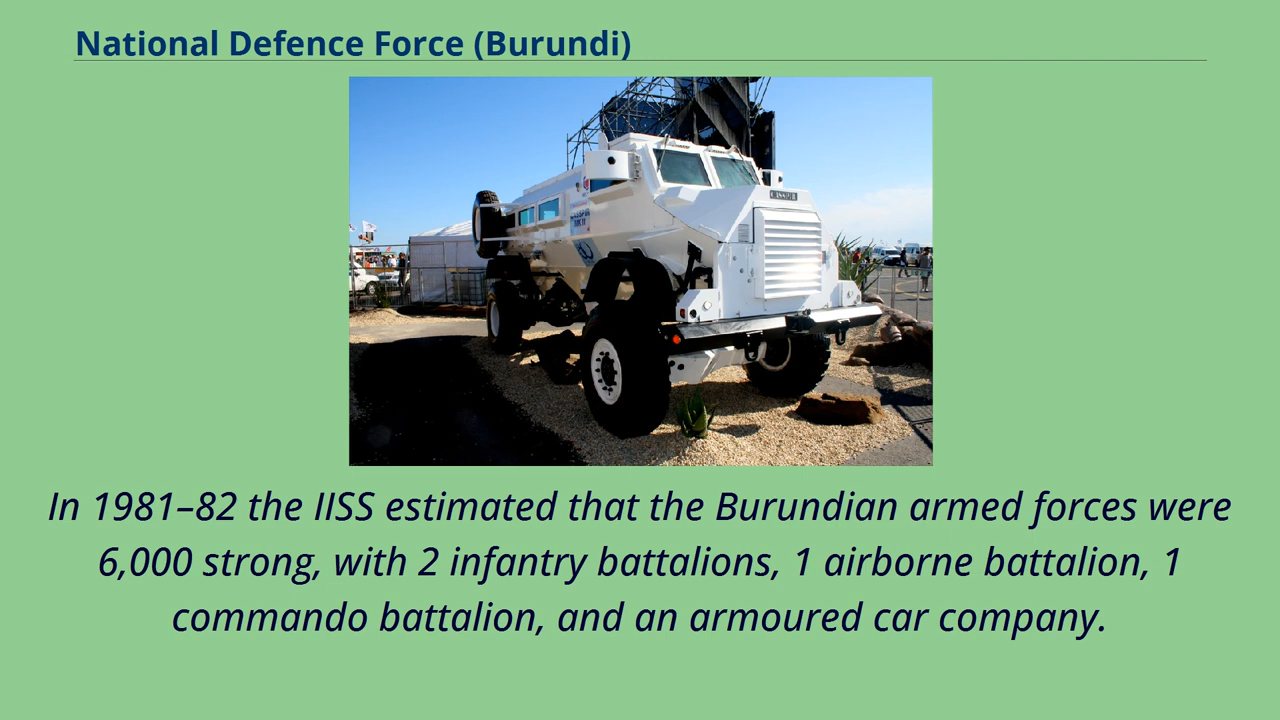 National Defence Force (Burundi)
CASSPIR
In 1981–82 the IISS estimated that the Burundian armed forces were
6,000 strong, with 2 infantry battalions, 1 airborne battalion, 1
commando battalion, and an armoured car company.